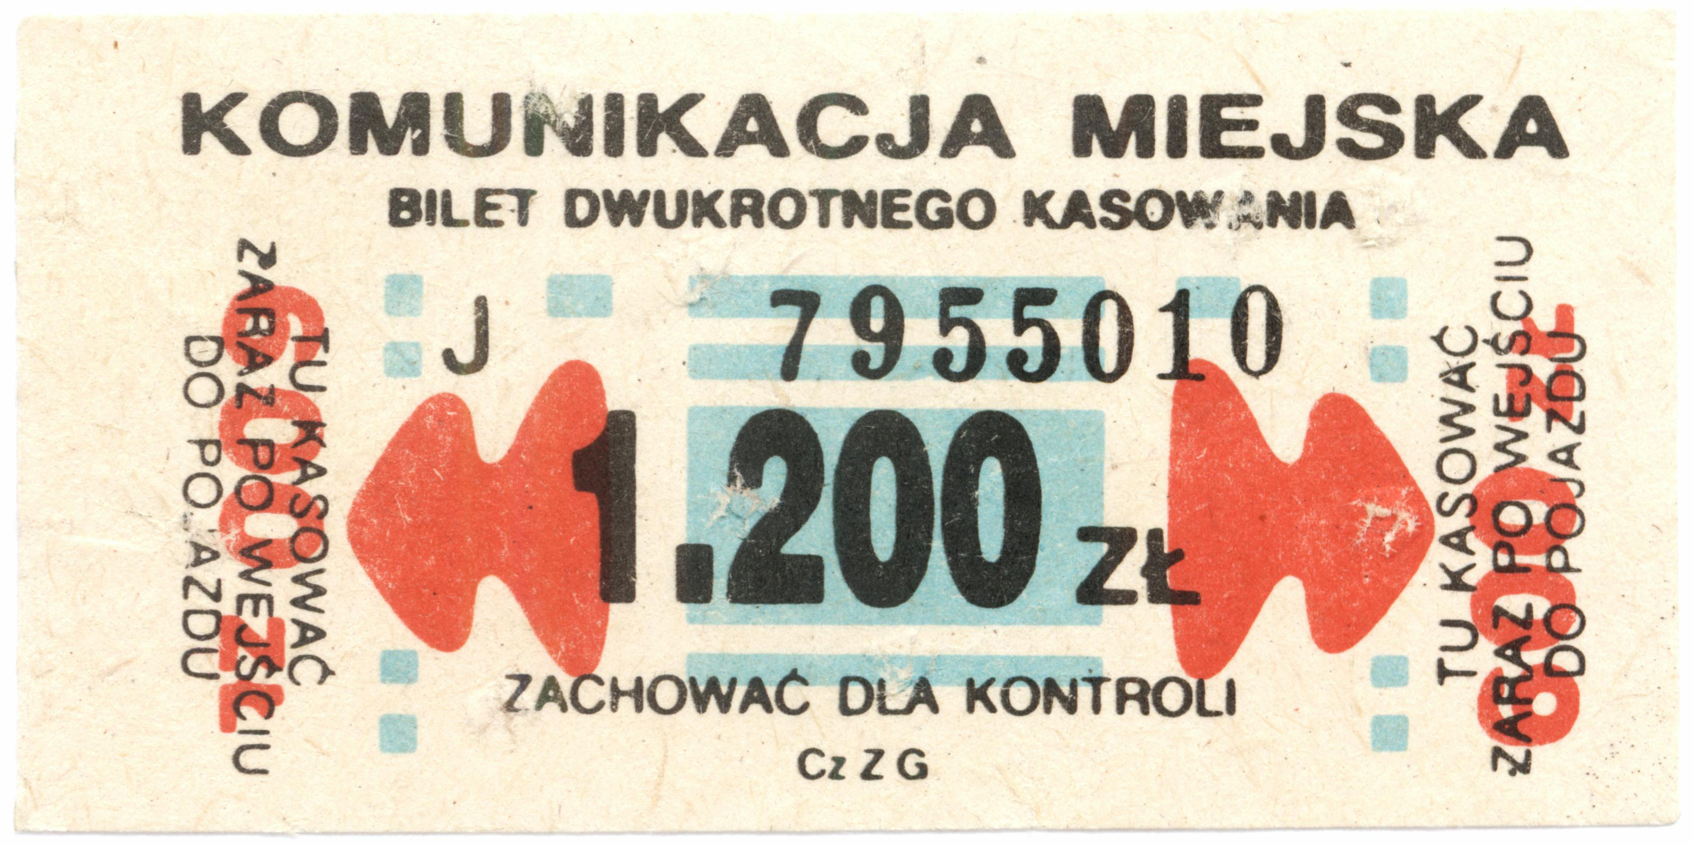 KOMUNIKACJA MIEJSKA
BILET DWUKROTNEGO KASOWANIA
J 7955010
1.200 ZŁ
ZACHOWAĆ DLA KONTROLI
Cz Z G
TU KASOWAĆ
ZARAZ PO WEJŚCIU
DO POJAZDU
600 zł
TU KASOWAĆ
ZARAZ PO WEJŚCIU
DO POJAZDU
600 zł